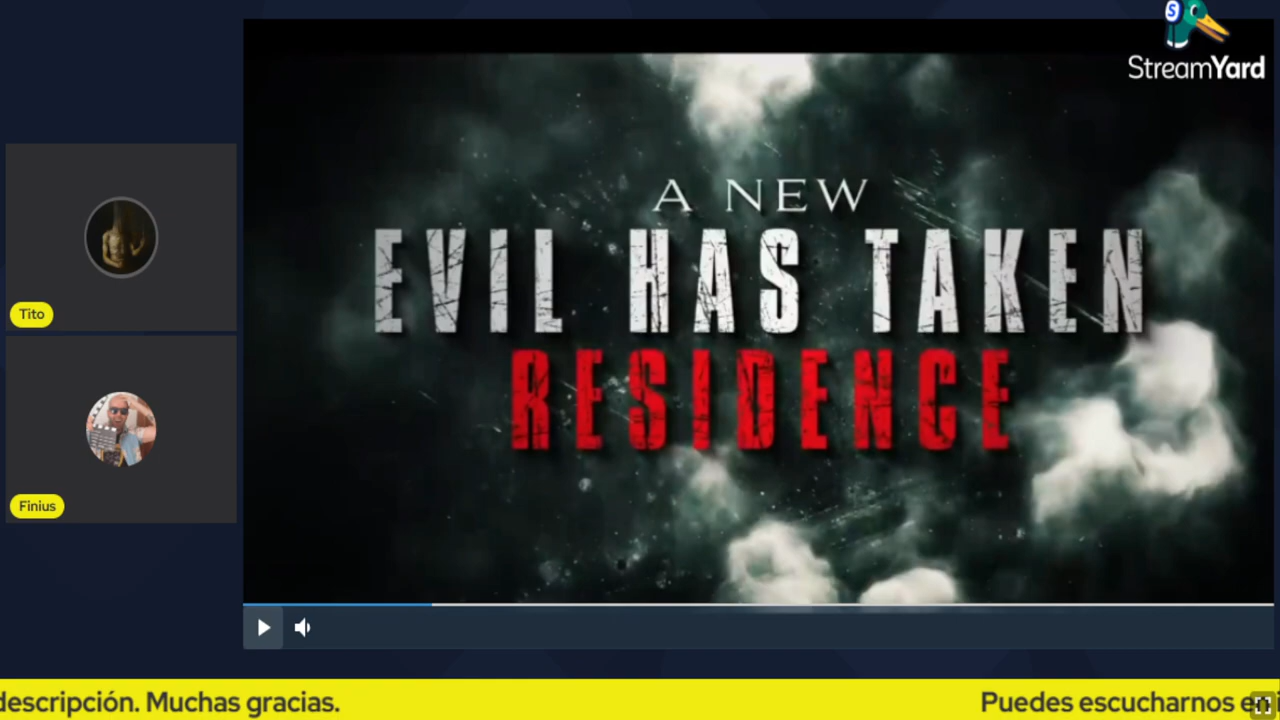 StreamYard
A NEW
EVIL HAS TAKEN
RESIDENCE
Tito
Finius
descripción. Muchas gracias.
Puedes escucharnos en